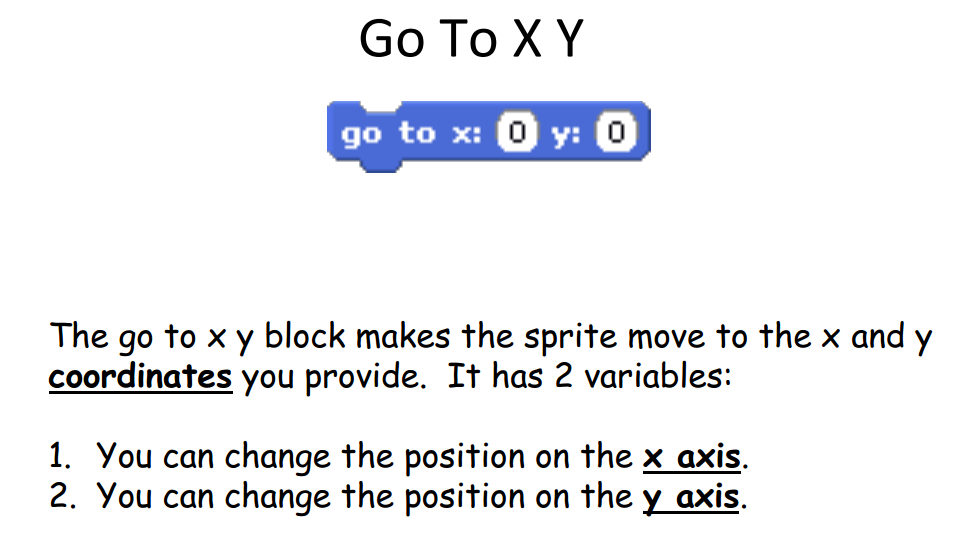 Go To X Y
go to x: 0 y: 0
The go to x y block makes the sprite move to the x and y
coordinates you provide. It has 2 variables:
1. You can change the position on the x axis.
2. You can change the position on the y axis.